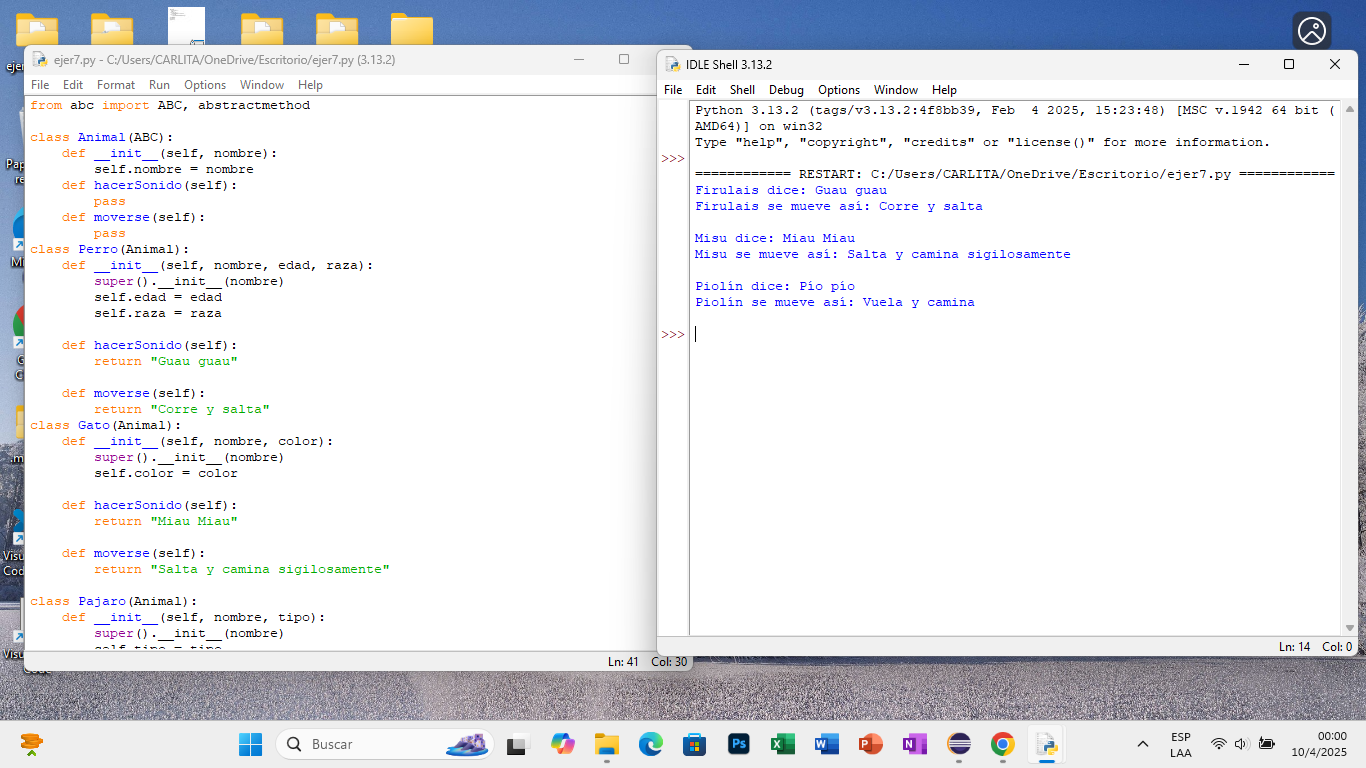 ejer7.py - C:/Users/CARLITA/OneDrive/Escritorio/ejer7.py (3.13.2)
File Edit Format Run Options Window Help
from abc import ABC, abstractmethod
class Animal(ABC):
    def __init__(self, nombre):
        self.nombre = nombre
    def hacerSonido(self):
        pass
    def moverse(self):
        pass
class Perro(Animal):
    def __init__(self, nombre, edad, raza):
        super().__init__(nombre)
        self.edad = edad
        self.raza = raza
    def hacerSonido(self):
        return "Guau guau"
    def moverse(self):
        return "Corre y salta"
class Gato(Animal):
    def __init__(self, nombre, color):
        super().__init__(nombre)
        self.color = color
    def hacerSonido(self):
        return "Miau Miau"
    def moverse(self):
        return "Salta y camina sigilosamente"
class Pajaro(Animal):
    def __init__(self, nombre, tipo):
        super().__init__(nombre)
        self.tipo = tipo
Ln: 41 Col: 30
IDLE Shell 3.13.2
File Edit Shell Debug Options Window Help
Python 3.13.2 (tags/v3.13.2:4f8bb39, Feb  4 2025, 15:23:48) [MSC v.1942 64 bit (
AMD64)] on win32
Type "help", "copyright", "credits" or "license()" for more information.
>>>
============ RESTART: C:/Users/CARLITA/OneDrive/Escritorio/ejer7.py ============
Firulais dice: Guau guau
Firulais se mueve así: Corre y salta
Misu dice: Miau Miau
Misu se mueve así: Salta y camina sigilosamente
Piolín dice: Pío pío
Piolín se mueve así: Vuela y camina
>>>
Ln: 14 Col: 0
Buscar
Ps
ESP
LAA
00:00
10/4/2025